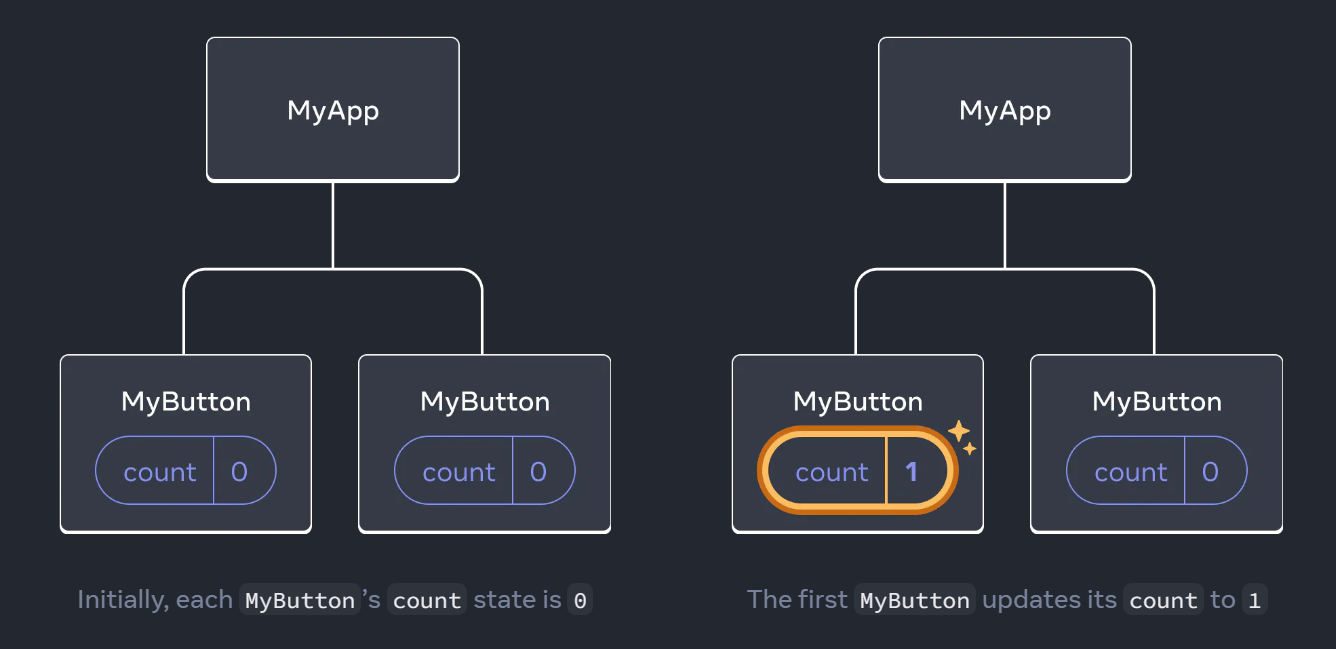 MyApp
MyButton
count 0
MyButton
count 0
Initially, each MyButton’s count state is 0
MyApp
MyButton
count 1
MyButton
count 0
The first MyButton updates its count to 1